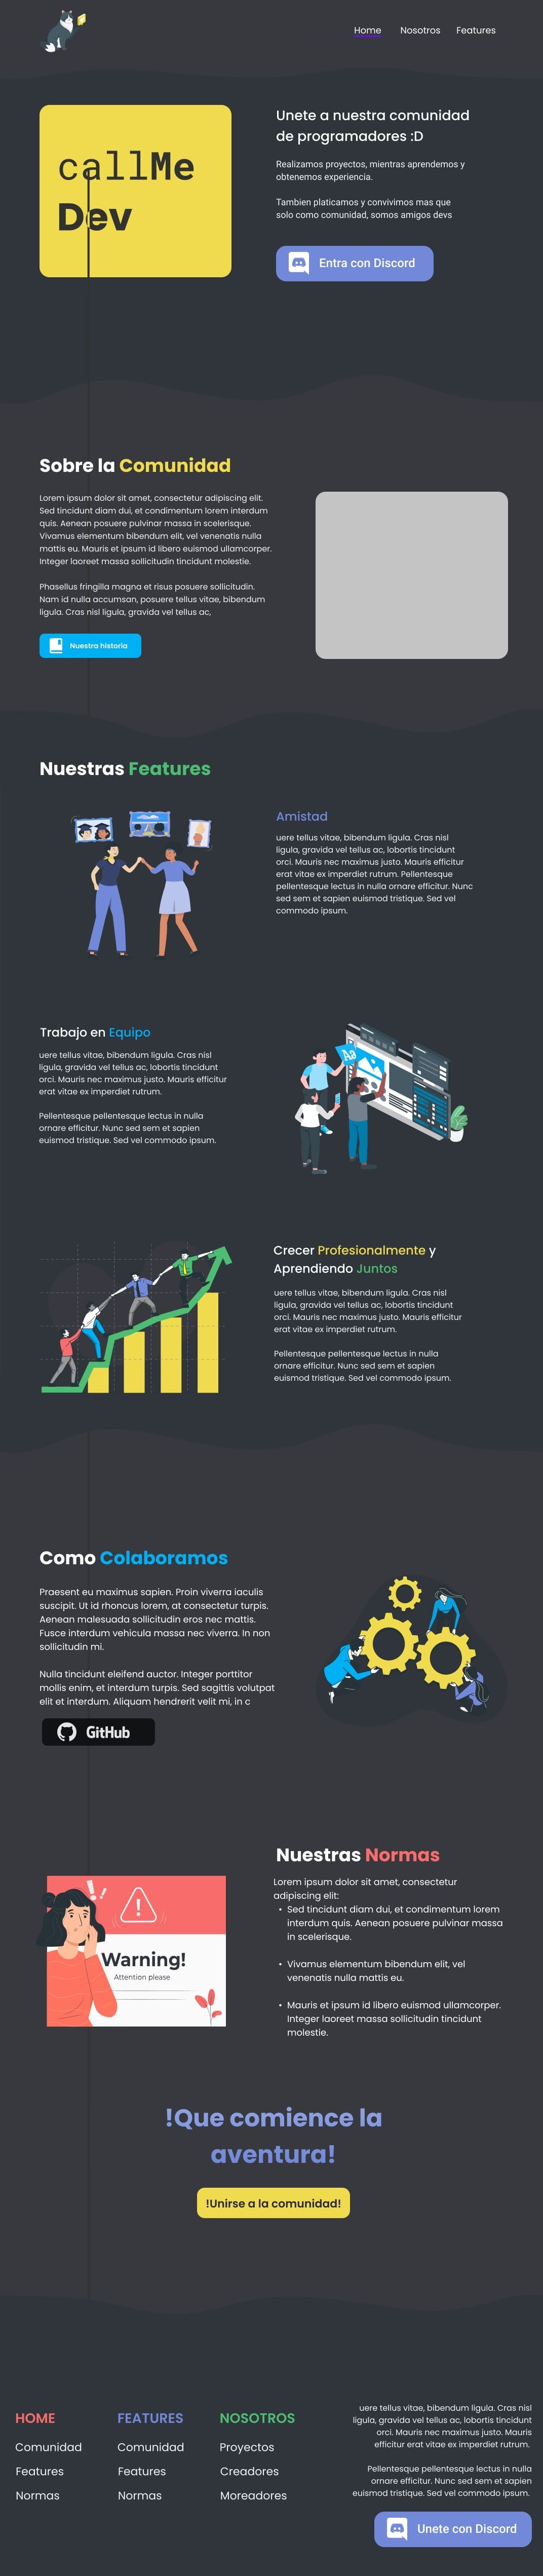 Home Nosotros Features
callMe
Dev
Unete a nuestra comunidad
de programadores :D
Realizamos proyectos, mientras aprendemos y
obtenemos experiencia.
Tambien platicamos y convivimos mas que
solo como comunidad, somos amigos devs
Entra con Discord
Sobre la Comunidad
Lorem ipsum dolor sit amet, consectetur adipiscing elit.
Sed tincidunt diam dui, et condimentum lorem interdum
quis. Aenean posuere pulvinar massa in scelerisque.
Vivamus elementum bibendum elit, vel venenatis nulla
mattis eu. Mauris et ipsum id libero euismod ullamcorper.
Integer laoreet massa sollicitudin tincidunt molestie.
Phasellus fringilla magna et risus posuere sollicitudin.
Nam id nulla accumsan, posuere tellus vitae, bibendum
ligula. Cras nisl ligula, gravida vel tellus ac,
Nuestra historia
Nuestras Features
Amistad
uere tellus vitae, bibendum ligula. Cras nisl
ligula, gravida vel tellus ac, lobortis tincidunt
orci. Mauris nec maximus justo. Mauris efficitur
erat vitae ex imperdiet rutrum. Pellentesque
pellentesque lectus in nulla ornare efficitur. Nunc
sed sem et sapien euismod tristique. Sed vel
commodo ipsum.
Trabajo en Equipo
uere tellus vitae, bibendum ligula. Cras nisl
ligula, gravida vel tellus ac, lobortis tincidunt
orci. Mauris nec maximus justo. Mauris efficitur
erat vitae ex imperdiet rutrum.
Pellentesque pellentesque lectus in nulla
ornare efficitur. Nunc sed sem et sapien
euismod tristique. Sed vel commodo ipsum.
Aa
Crecer Profesionalmente y
Aprendiendo Juntos
uere tellus vitae, bibendum ligula. Cras nisl
ligula, gravida vel tellus ac, lobortis tincidunt
orci. Mauris nec maximus justo. Mauris efficitur
erat vitae ex imperdiet rutrum.
Pellentesque pellentesque lectus in nulla
ornare efficitur. Nunc sed sem et sapien
euismod tristique. Sed vel commodo ipsum.
Como Colaboramos
Praesent eu maximus sapien. Proin viverra iaculis
suscipit. Ut id rhoncus lorem, at consectetur turpis.
Aenean malesuada sollicitudin eros nec mattis.
Fusce interdum vehicula massa nec viverra. In non
sollicitudin mi.
Nulla tincidunt eleifend auctor. Integer porttitor
mollis enim, et interdum turpis. Sed sagittis volutpat
elit et interdum. Aliquam hendrerit velit mi, in c
GitHub
Nuestras Normas
Lorem ipsum dolor sit amet, consectetur
adipiscing elit:
• Sed tincidunt diam dui, et condimentum lorem
interdum quis. Aenean posuere pulvinar massa
in scelerisque.
• Vivamus elementum bibendum elit, vel
venenatis nulla mattis eu.
• Mauris et ipsum id libero euismod ullamcorper.
Integer laoreet massa sollicitudin tincidunt
molestie.
Warning!
Attention please
!Que comience la
aventura!
!Unirse a la comunidad!
HOME
Comunidad
Features
Normas
FEATURES
Comunidad
Features
Normas
NOSOTROS
Proyectos
Creadores
Moreadores
uere tellus vitae, bibendum ligula. Cras nisl
ligula, gravida vel tellus ac, lobortis tincidunt
orci. Mauris nec maximus justo. Mauris
efficitur erat vitae ex imperdiet rutrum.
Pellentesque pellentesque lectus in nulla
ornare efficitur. Nunc sed sem et sapien
euismod tristique. Sed vel commodo ipsum.
Unete con Discord